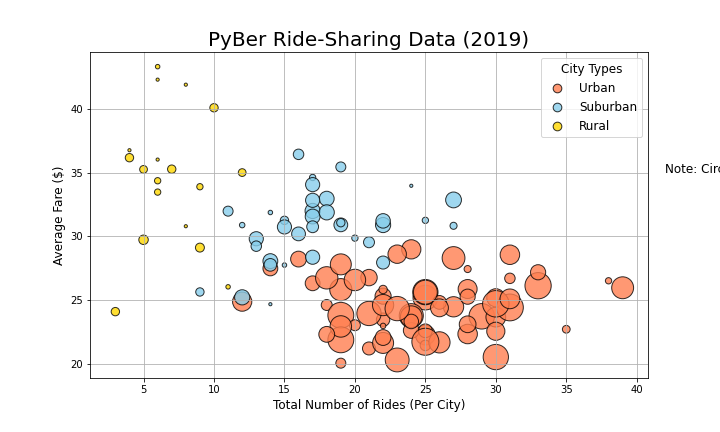 PyBer Ride-Sharing Data (2019)
City Types
Urban
Suburban
Rural
Average Fare ($)
40
35
30
25
20
Note:
5
10
15
20
25
30
35
40
Total Number of Rides (Per City)